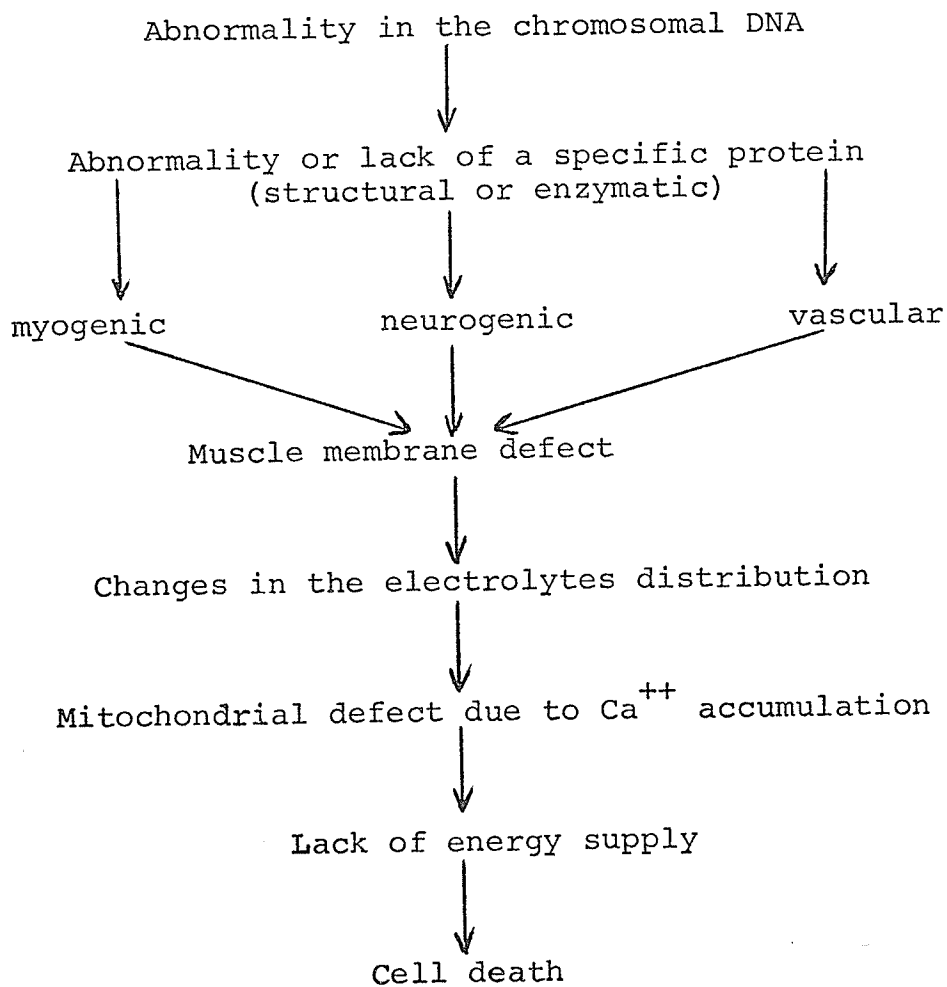 Abnormality in the chromosomal DNA
Abnormality or lack of a specific protein
(structural or enzymatic)
myogenic neurogenic vascular
Muscle membrane defect
Changes in the electrolytes distribution
Mitochondrial defect due to Ca++ accumulation
Lack of energy supply
Cell death